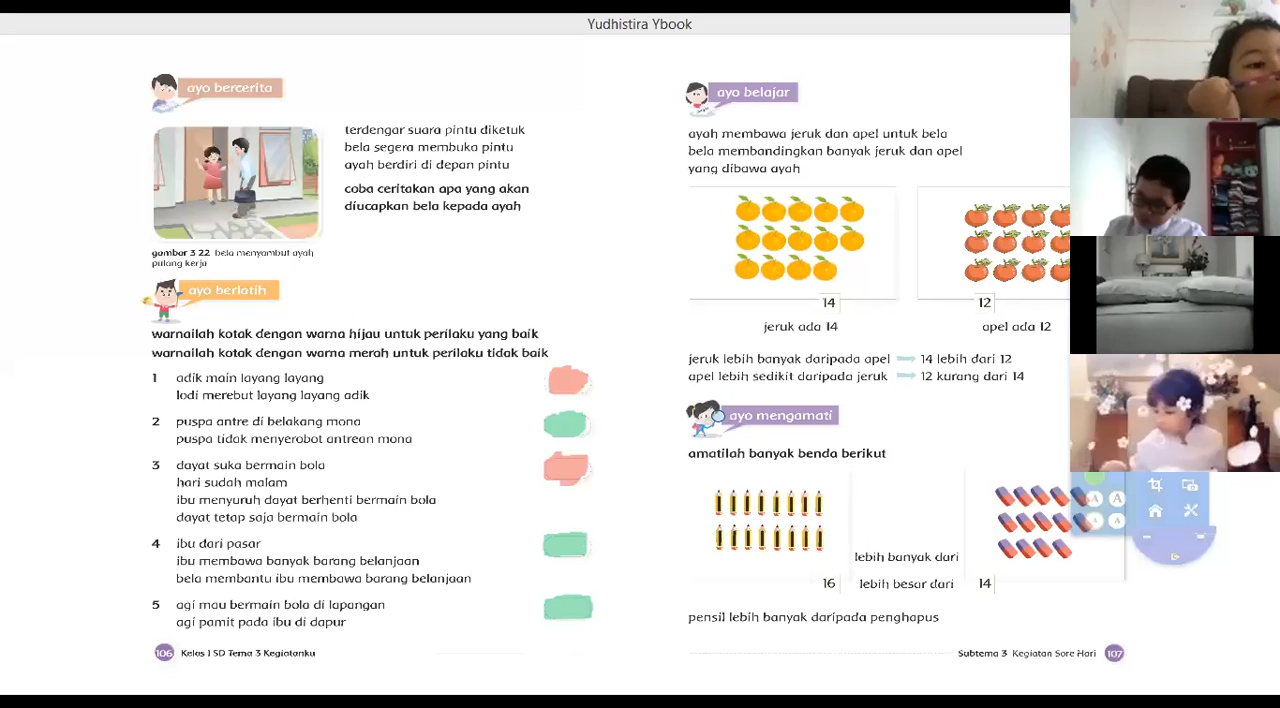 Yudhistira Ybook
ayo bercerita
terdengar suara pintu diketuk
bela segera membuka pintu
ayah berdiri di depan pintu
coba ceritakan apa yang akan
diucapkan bela kepada ayah
gambar 3 22 bela menyambut ayah
pulang kerja
ayo berlatih
warnailah kotak dengan warna hijau untuk perilaku yang baik
warnailah kotak dengan warna merah untuk perilaku tidak baik
1 adik main layang layang
lodi merebut layang layang adik
2 puspa antre di belakang mona
puspa tidak menyerobot antrean mona
3 dayat suka bermain bola
hari sudah malam
ibu menyuruh dayat berhenti bermain bola
dayat tetap saja bermain bola
4 ibu dari pasar
ibu membawa banyak barang belanjaan
bela membantu ibu membawa barang belanjaan
5 agi mau bermain bola di lapangan
agi pamit pada ibu di dapur
106 Kelas I SD Tema 3 Kegiatanku
ayo belajar
ayah membawa jeruk dan apel untuk bela
bela membandingkan banyak jeruk dan apel
yang dibawa ayah
14
12
jeruk ada 14
apel ada 12
jeruk lebih banyak daripada apel 14 lebih dari 12
apel lebih sedikit daripada jeruk 12 kurang dari 14
ayo mengamati
amatilah banyak benda berikut
A A
A A
lebih banyak dari
16 lebih besar dari 14
pensil lebih banyak daripada penghapus
Subtema 3 Kegiatan Sore Hari 107